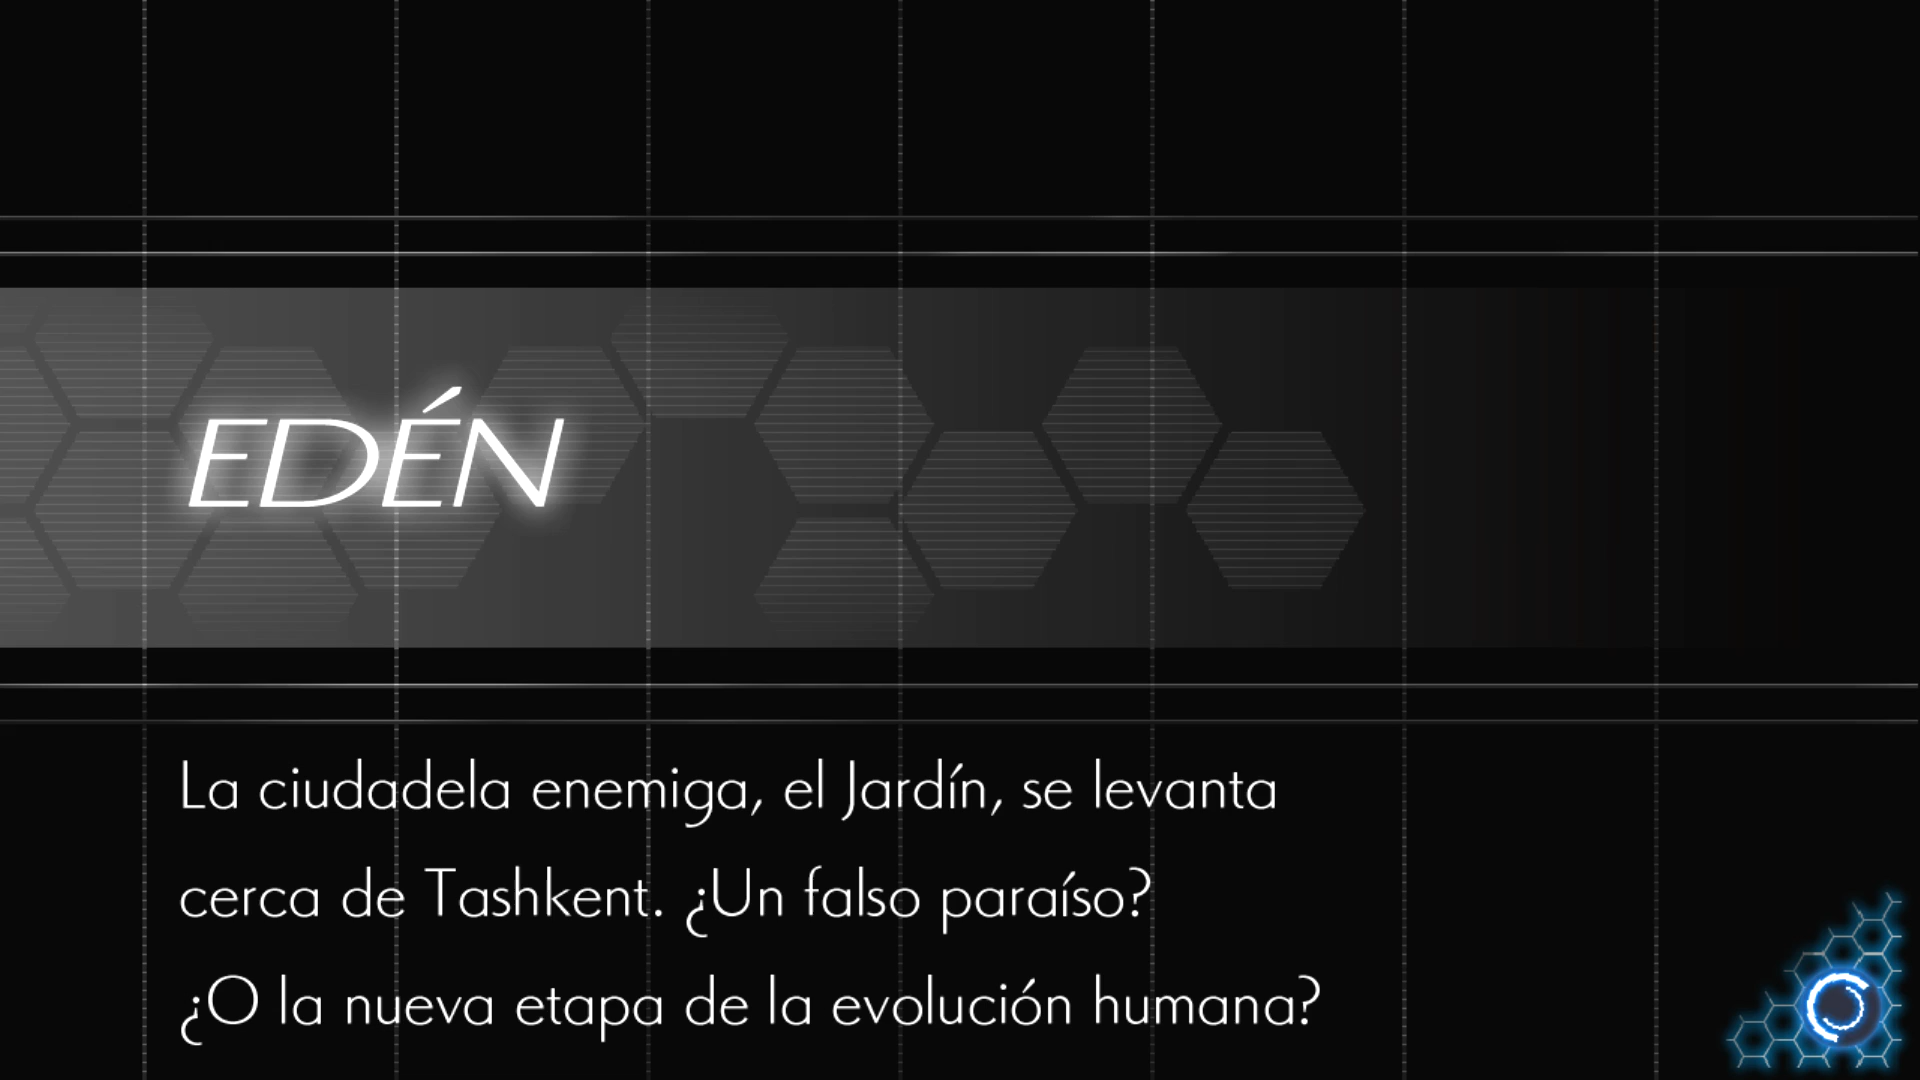 EDÉN
La ciudadela enemiga, el Jardín, se levanta
cerca de Tashkent. ¿Un falso paraíso?
¿O la nueva etapa de la evolución humana?